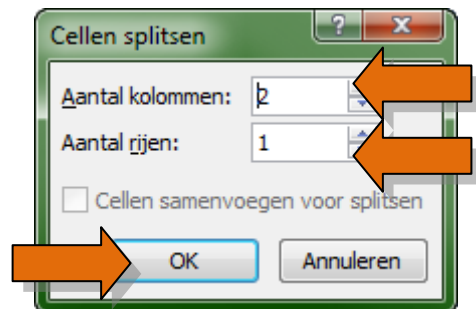 Cellen splitsen ?
Aantal kolommen: 2
Aantal rijen: 1
Cellen samenvoegen voor splitsen
OK Annuleren